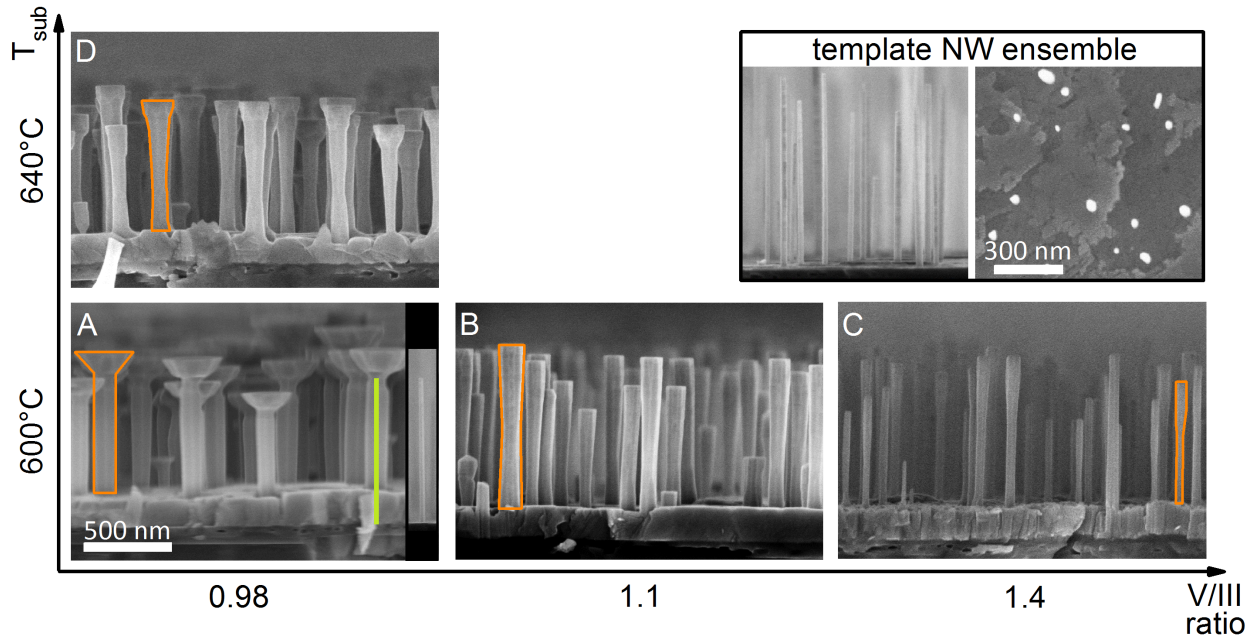 T_sub
D
template NW ensemble
640°C
300 nm
A
B
C
600°C
500 nm
0.98
1.1
1.4
V/III
ratio